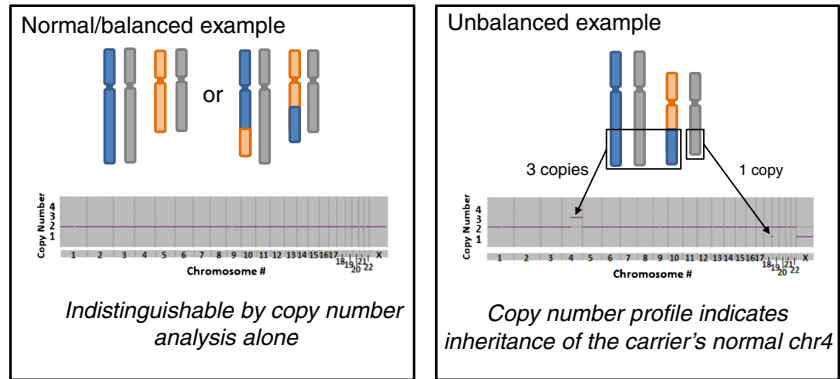 Normal/balanced example
or
Copy Number
4
3
2
1
1 2 3 4 5 6 7 8 9 10 11 12 13 14 15 16 17 18 19 20 21 22 X
Chromosome #
Indistinguishable by copy number
analysis alone
Unbalanced example
3 copies
1 copy
Copy Number
4
3
2
1
1 2 3 4 5 6 7 8 9 10 11 12 13 14 15 16 17 18 19 20 21 22 X
Chromosome #
Copy number profile indicates
inheritance of the carrier's normal chr4